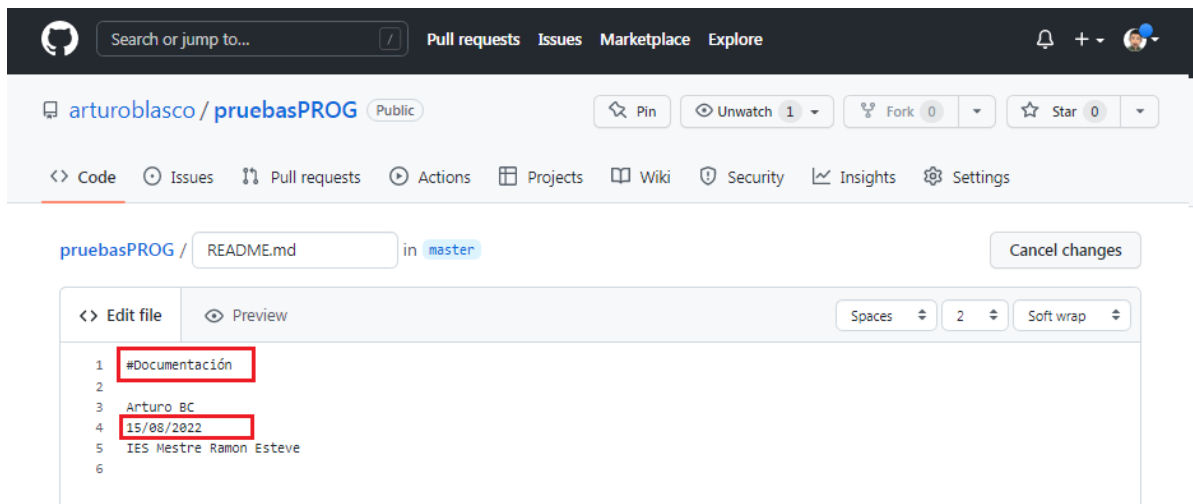 Search or jump to... / Pull requests Issues Marketplace Explore
arturoblasco / pruebasPROG Public Pin Unwatch 1 Fork 0 Star 0
Code Issues Pull requests Actions Projects Wiki Security Insights Settings
pruebasPROG / README.md in master Cancel changes
<> Edit file Preview Spaces 2 Soft wrap
1 #Documentación
2
3 Arturo BC
4 15/08/2022
5 IES Mestre Ramon Esteve
6